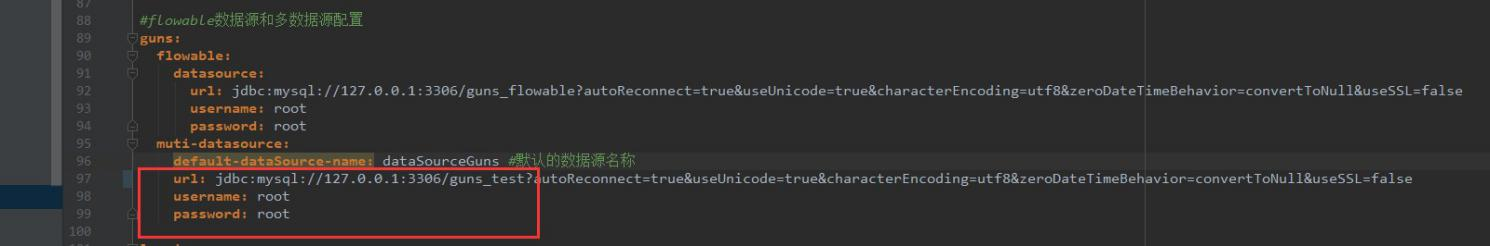 87
88 #flowable数据源和多数据源配置
89 guns:
90 flowable:
91 datasource:
92 url: jdbc:mysql://127.0.0.1:3306/guns_flowable?autoReconnect=true&useUnicode=true&characterEncoding=utf8&zeroDateTimeBehavior=convertToNull&useSSL=false
93 username: root
94 password: root
95 muti-datasource:
96 default-dataSource-name: dataSourceGuns #默认的数据源名称
97 url: jdbc:mysql://127.0.0.1:3306/guns_test?autoReconnect=true&useUnicode=true&characterEncoding=utf8&zeroDateTimeBehavior=convertToNull&useSSL=false
98 username: root
99 password: root
100